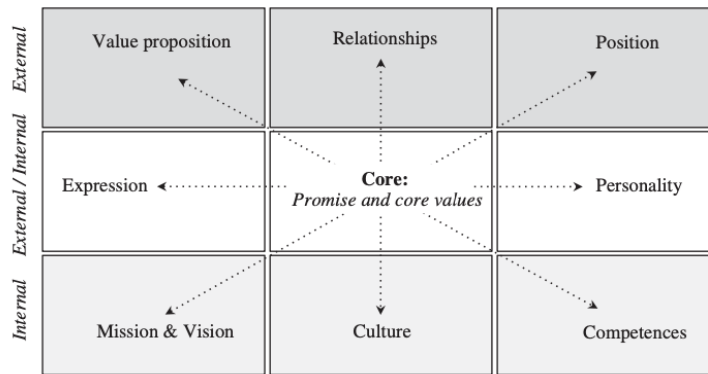 External
Value proposition
Relationships
Position
External / Internal
Expression
Core:
Promise and core values
Personality
Internal
Mission & Vision
Culture
Competences